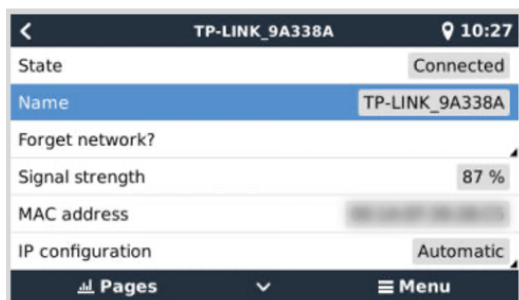 TP-LINK_9A338A 10:27
State Connected
Name TP-LINK_9A338A
Forget network?
Signal strength 87 %
MAC address
IP configuration Automatic
Pages Menu